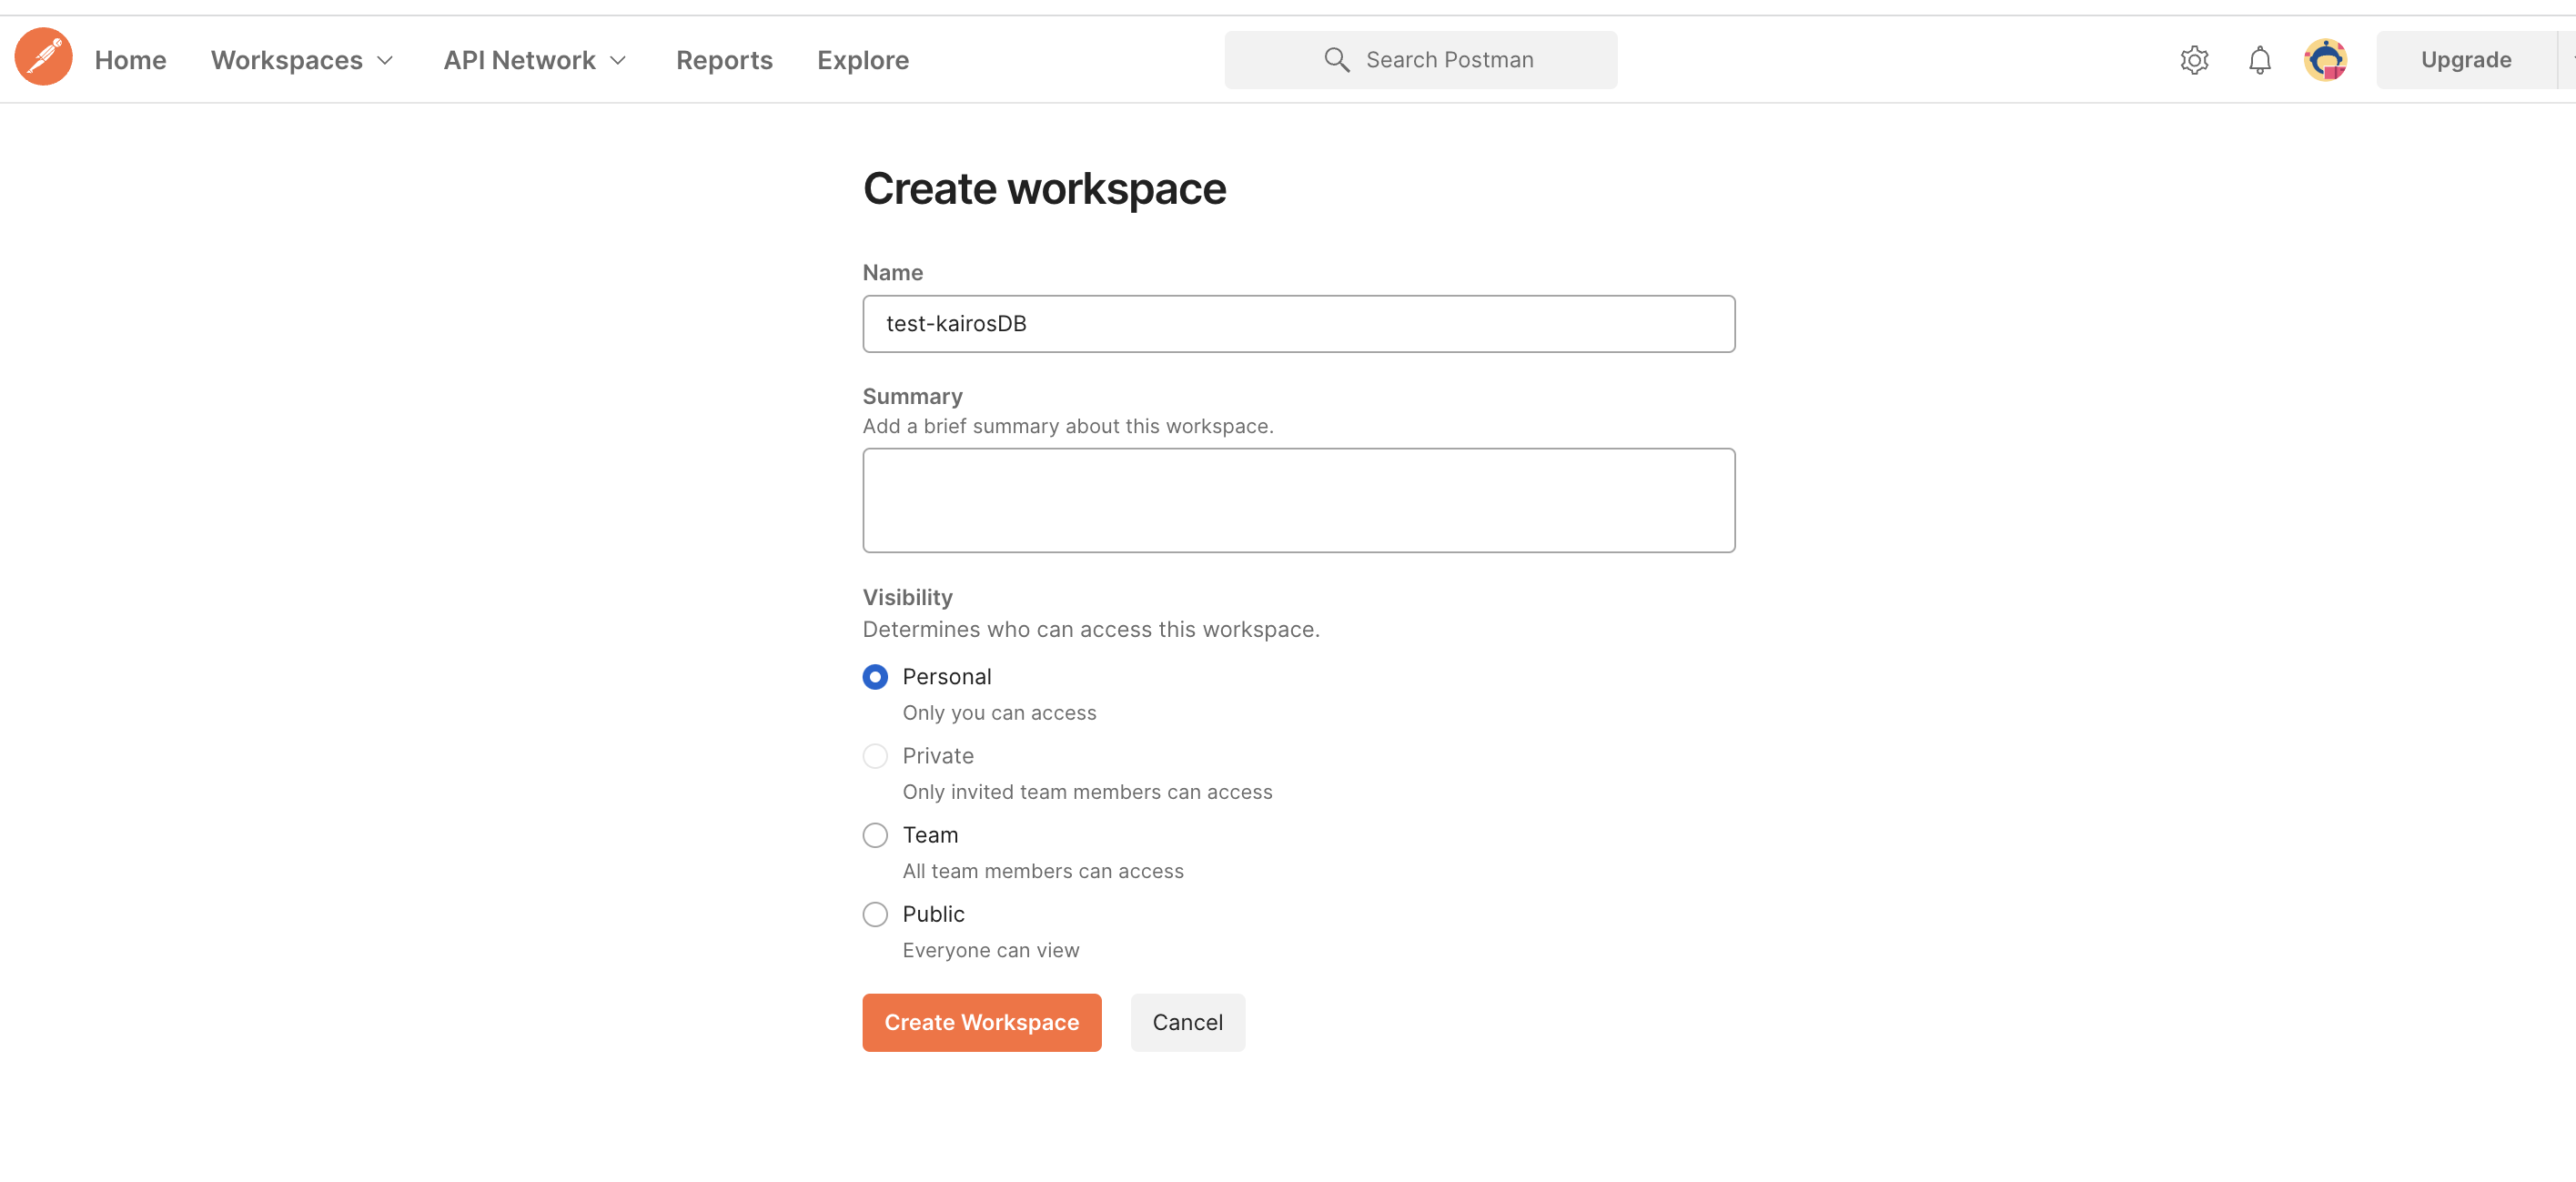 Home Workspaces API Network Reports Explore Search Postman Upgrade
Create workspace
Name
test-kairosDB
Summary
Add a brief summary about this workspace.
Visibility
Determines who can access this workspace.
Personal
Only you can access
Private
Only invited team members can access
Team
All team members can access
Public
Everyone can view
Create Workspace Cancel